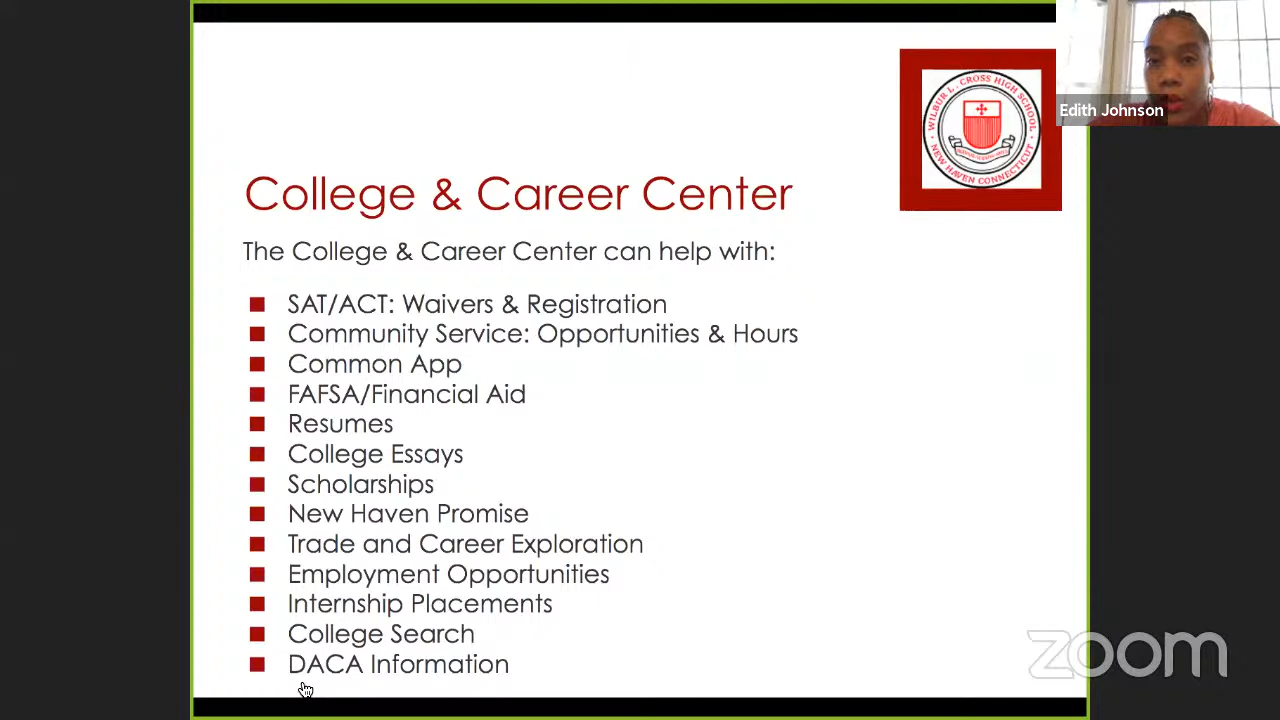 WILBUR L. CROSS HIGH SCHOOL
NEW HAVEN CONNECTICUT
Edith Johnson
College & Career Center
The College & Career Center can help with:
SAT/ACT: Waivers & Registration
Community Service: Opportunities & Hours
Common App
FAFSA/Financial Aid
Resumes
College Essays
Scholarships
New Haven Promise
Trade and Career Exploration
Employment Opportunities
Internship Placements
College Search
DACA Information
zoom